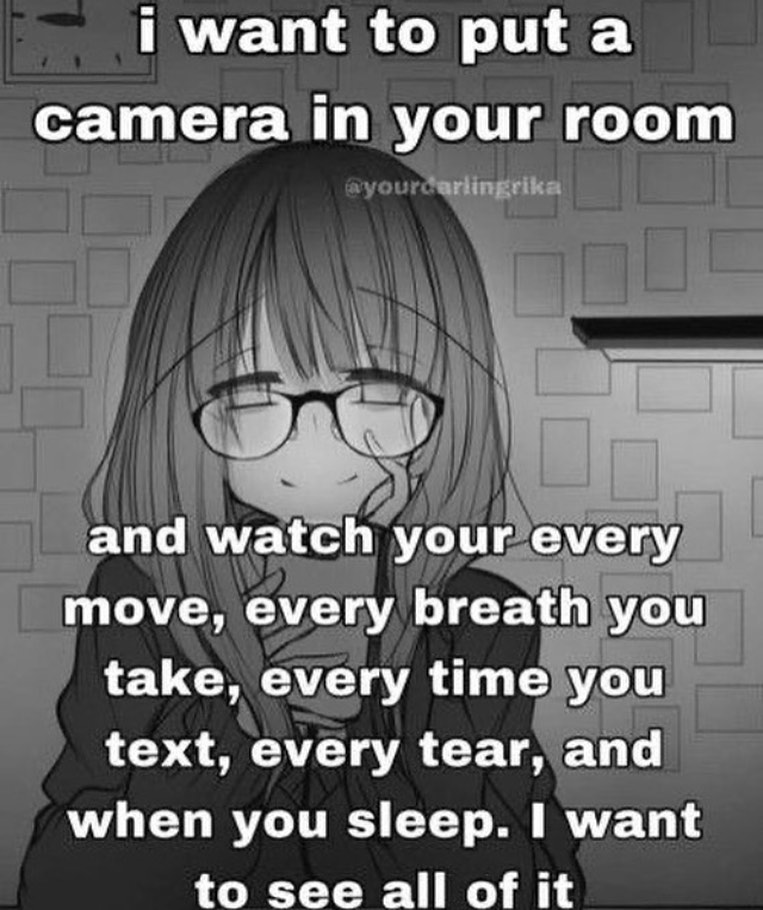 i want to put a
camera in your room
@yourdarlingrika
and watch your every
move, every breath you
take, every time you
text, every tear, and
when you sleep. I want
to see all of it